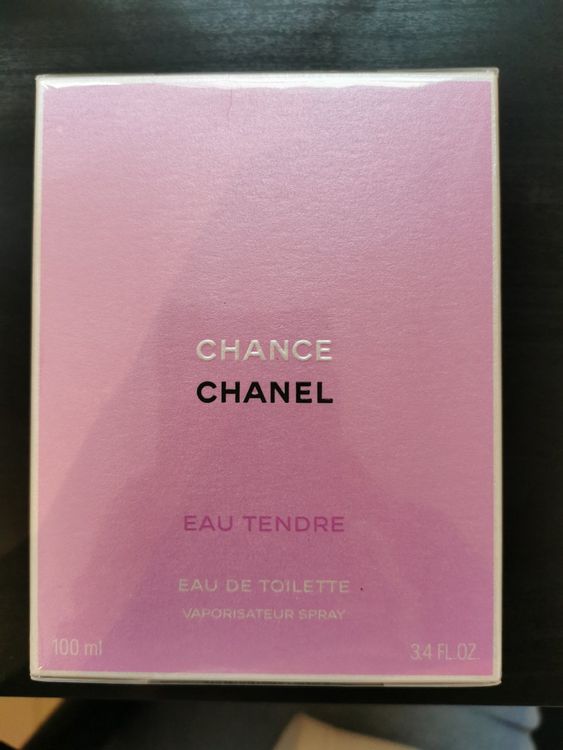 CHANCE
CHANEL
EAU TENDRE
EAU DE TOILETTE
VAPORISATEUR SPRAY
100 ml 3.4 FL.OZ.